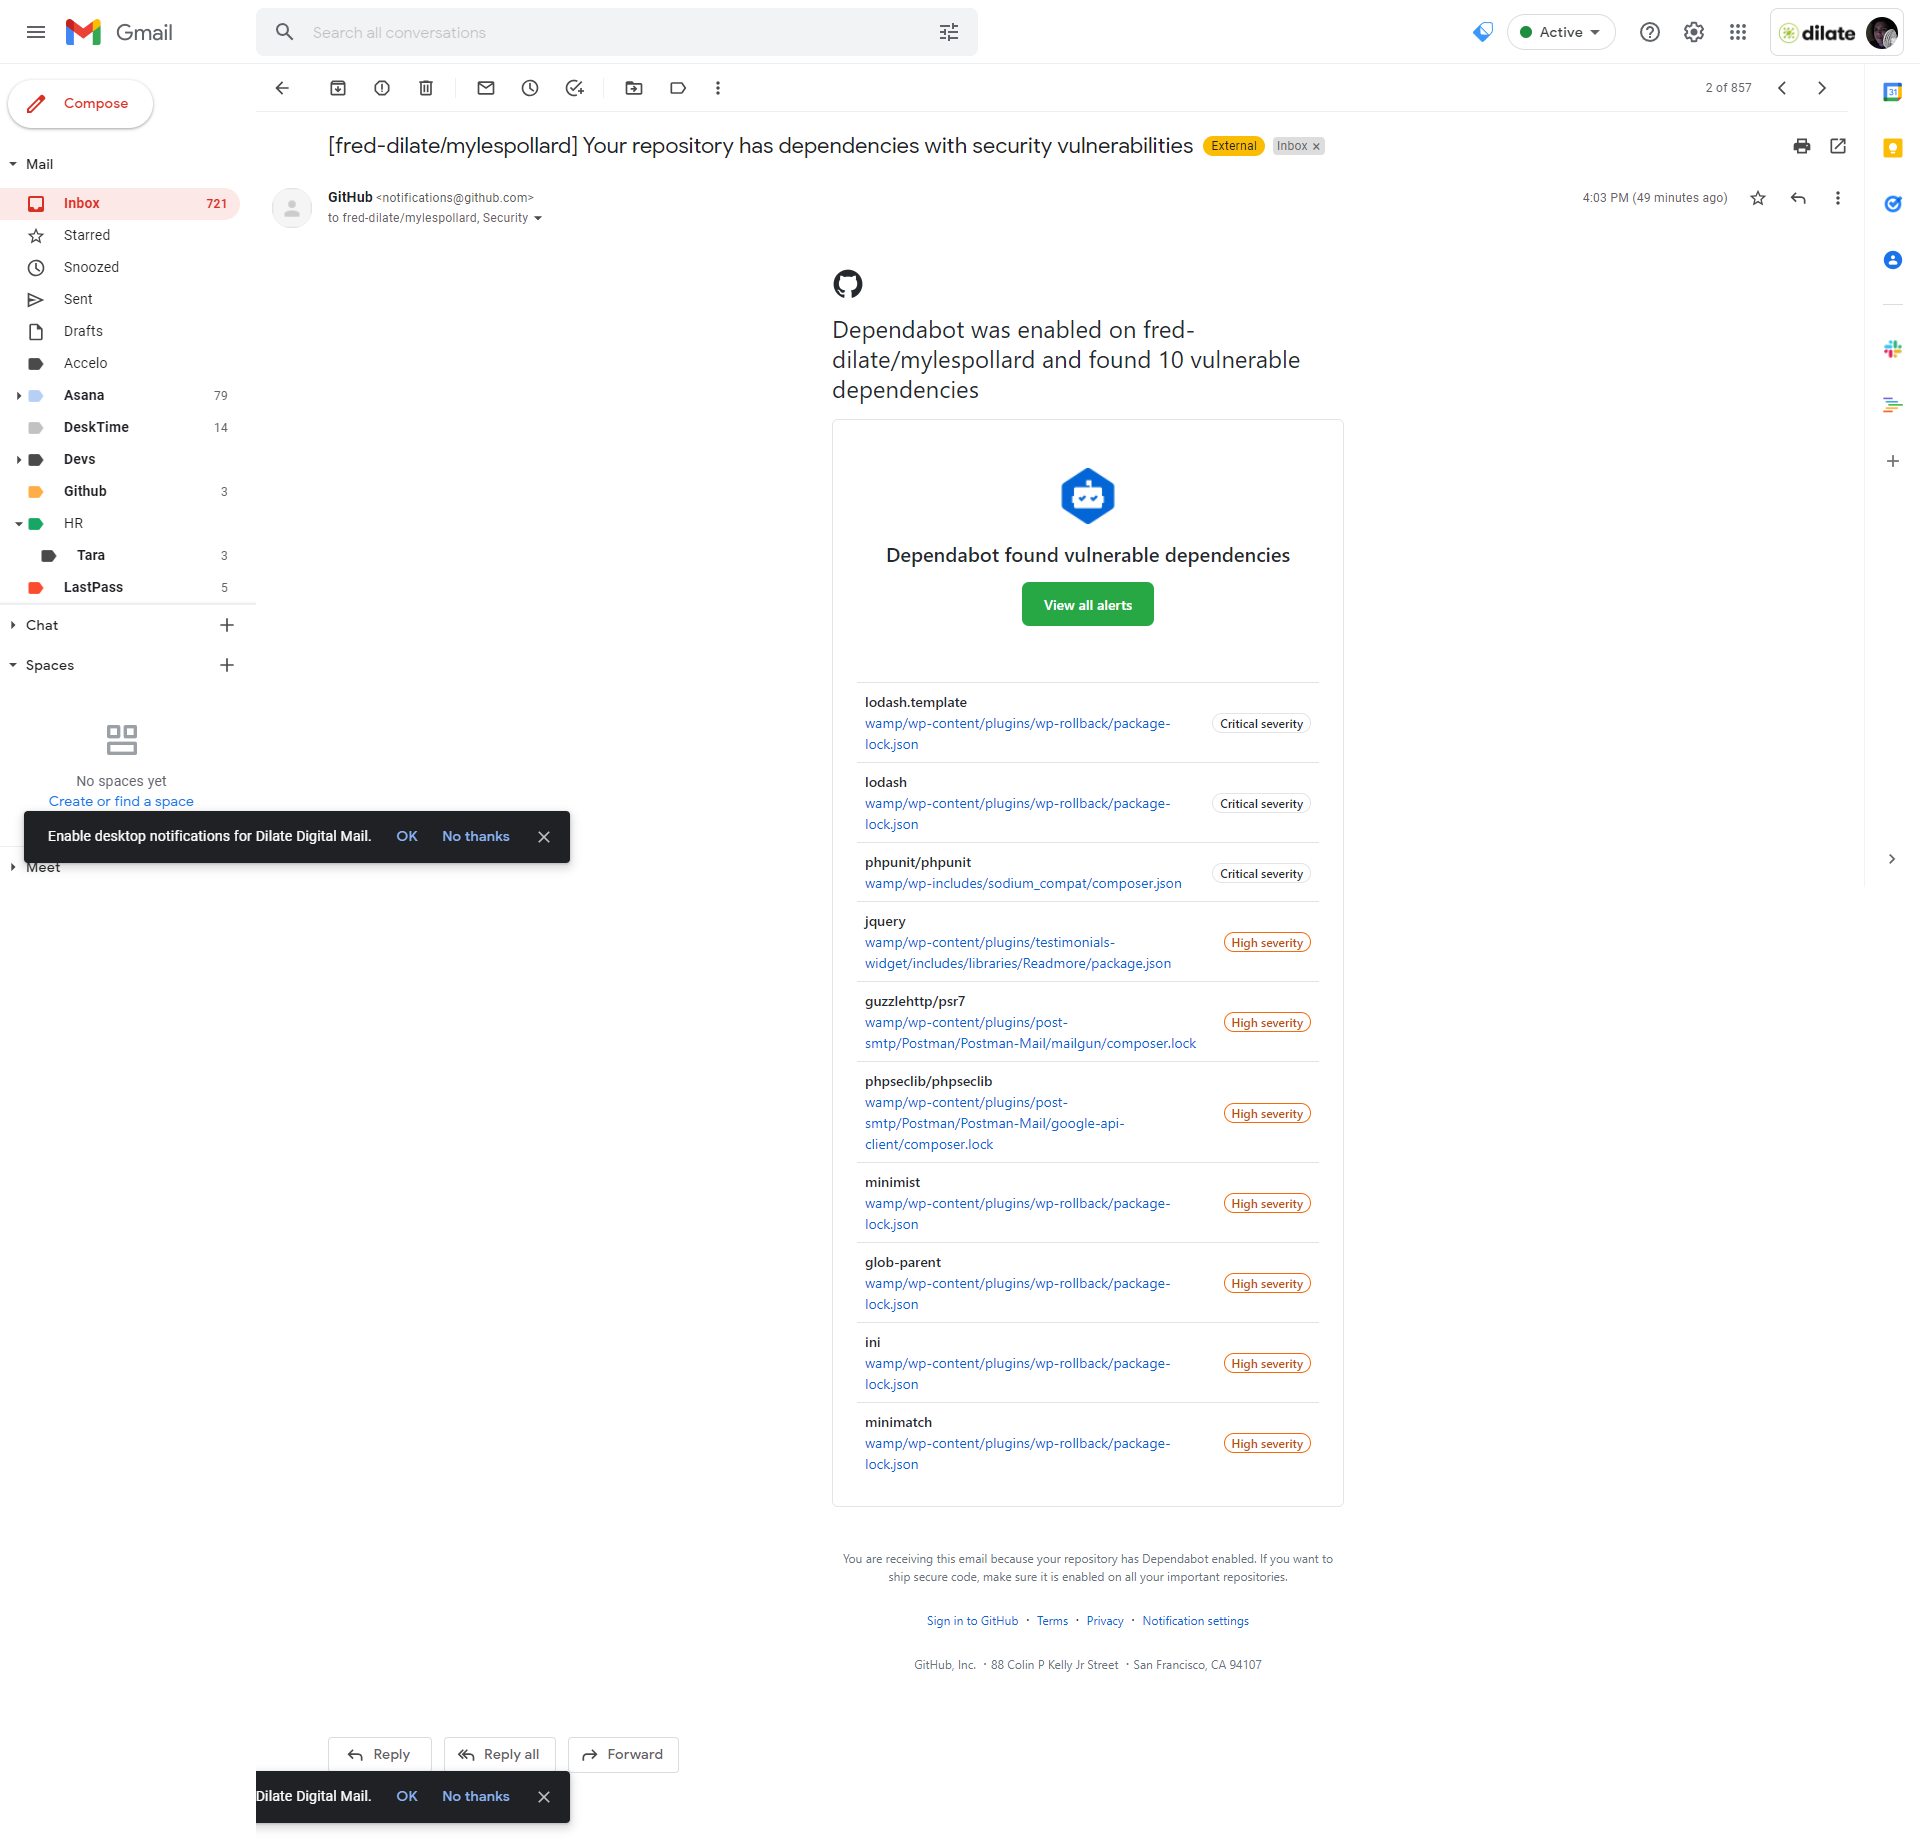 Gmail
Search all conversations
Active
dilate
Compose
2 of 857
Mail
Inbox 721
Starred
Snoozed
Sent
Drafts
Accelo
Asana 79
DeskTime 14
Devs
Github 3
HR
Tara 3
LastPass 5
Chat
Spaces
No spaces yet
Create or find a space
Enable desktop notifications for Dilate Digital Mail. OK No thanks
Meet
[fred-dilate/mylespollard] Your repository has dependencies with security vulnerabilities External Inbox ×
GitHub <notifications@github.com>
4:03 PM (49 minutes ago)
to fred-dilate/mylespollard, Security
31
Dependabot was enabled on fred-
dilate/mylespollard and found 10 vulnerable
dependencies
Dependabot found vulnerable dependencies
View all alerts
lodash.template
wamp/wp-content/plugins/wp-rollback/package-
lock.json
Critical severity
lodash
wamp/wp-content/plugins/wp-rollback/package-
lock.json
Critical severity
phpunit/phpunit
wamp/wp-includes/sodium_compat/composer.json
Critical severity
jquery
wamp/wp-content/plugins/testimonials-
widget/includes/libraries/Readmore/package.json
High severity
guzzlehttp/psr7
wamp/wp-content/plugins/post-
smtp/Postman/Postman-Mail/mailgun/composer.lock
High severity
phpseclib/phpseclib
wamp/wp-content/plugins/post-
smtp/Postman/Postman-Mail/google-api-
client/composer.lock
High severity
minimist
wamp/wp-content/plugins/wp-rollback/package-
lock.json
High severity
glob-parent
wamp/wp-content/plugins/wp-rollback/package-
lock.json
High severity
ini
wamp/wp-content/plugins/wp-rollback/package-
lock.json
High severity
minimatch
wamp/wp-content/plugins/wp-rollback/package-
lock.json
High severity
You are receiving this email because your repository has Dependabot enabled. If you want to
ship secure code, make sure it is enabled on all your important repositories.
Sign in to GitHub · Terms · Privacy · Notification settings
GitHub, Inc. · 88 Colin P Kelly Jr Street · San Francisco, CA 94107
Reply
Reply all
Forward
Dilate Digital Mail. OK No thanks